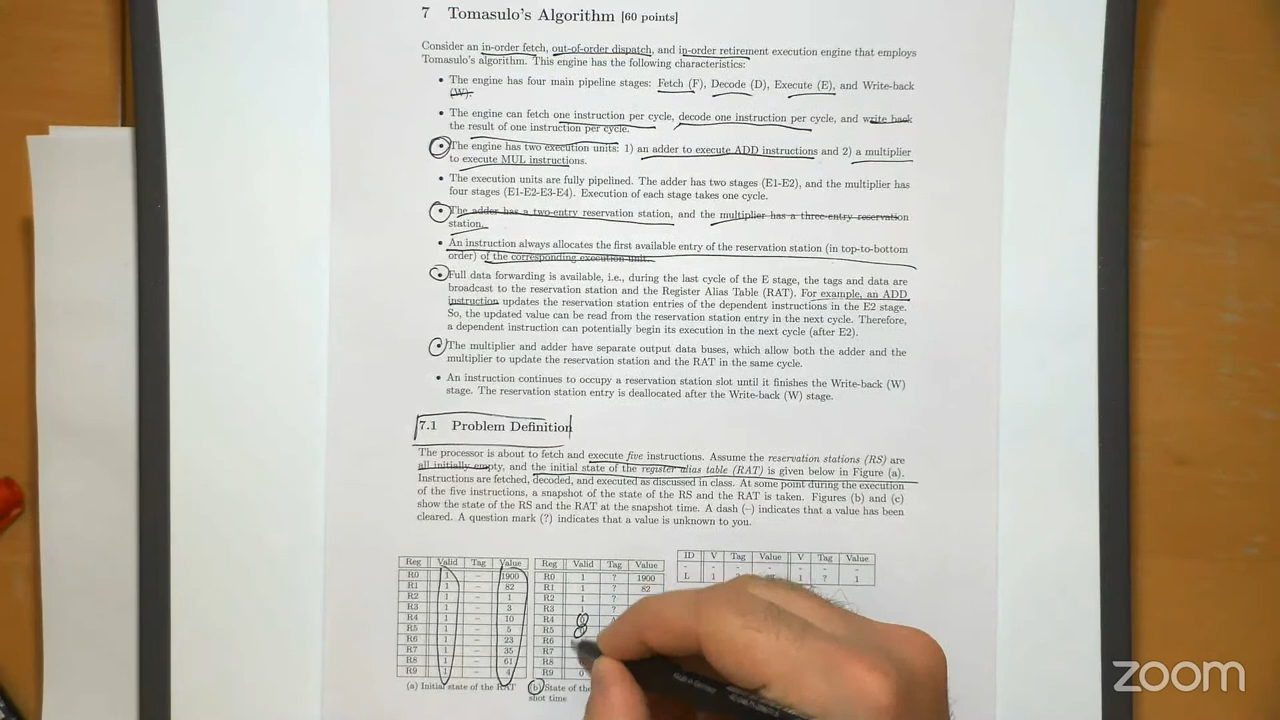 7 Tomasulo's Algorithm [60 points]
Consider an in-order fetch, out-of-order dispatch, and in-order retirement execution engine that employs
Tomasulo's algorithm. This engine has the following characteristics:
• The engine has four main pipeline stages: Fetch (F), Decode (D), Execute (E), and Write-back
(W).
• The engine can fetch one instruction per cycle, decode one instruction per cycle, and write back
the result of one instruction per cycle.
• The engine has two execution units: 1) an adder to execute ADD instructions and 2) a multiplier
to execute MUL instructions.
• The execution units are fully pipelined. The adder has two stages (E1-E2), and the multiplier has
four stages (E1-E2-E3-E4). Execution of each stage takes one cycle.
• The adder has a two-entry reservation station, and the multiplier has a three-entry reservation
station.
• An instruction always allocates the first available entry of the reservation station (in top-to-bottom
order) of the corresponding execution unit.
• Full data forwarding is available, i.e., during the last cycle of the E stage, the tags and data are
broadcast to the reservation station and the Register Alias Table (RAT). For example, an ADD
instruction updates the reservation station entries of the dependent instructions in the E2 stage.
So, the updated value can be read from the reservation station entry in the next cycle. Therefore,
a dependent instruction can potentially begin its execution in the next cycle (after E2).
• The multiplier and adder have separate output data buses, which allow both the adder and the
multiplier to update the reservation station and the RAT in the same cycle.
• An instruction continues to occupy a reservation station slot until it finishes the Write-back (W)
stage. The reservation station entry is deallocated after the Write-back (W) stage.
7.1 Problem Definition
The processor is about to fetch and execute five instructions. Assume the reservation stations (RS) are
all initially empty, and the initial state of the register alias table (RAT) is given below in Figure (a).
Instructions are fetched, decoded, and executed as discussed in class. At some point during the execution
of the five instructions, a snapshot of the state of the RS and the RAT is taken. Figures (b) and (c)
show the state of the RS and the RAT at the snapshot time. A dash (–) indicates that a value has been
cleared. A question mark (?) indicates that a value is unknown to you.
Reg Valid Tag Value
R0 1 – 1900
R1 1 – 82
R2 1 – 1
R3 1 – 3
R4 1 – 10
R5 1 – 5
R6 1 – 23
R7 1 – 35
R8 1 – 61
R9 1 – 4
(a) Initial state of the RAT
Reg Valid Tag Value
R0 1 ? 1900
R1 1 ? 82
R2 1 ?
R3 1 ?
R4
R5
R6
R7
R8
R9 0
(b) State of the
shot time
ID V Tag Value V Tag Value
- - -
L 1 1 ? 1
zoom